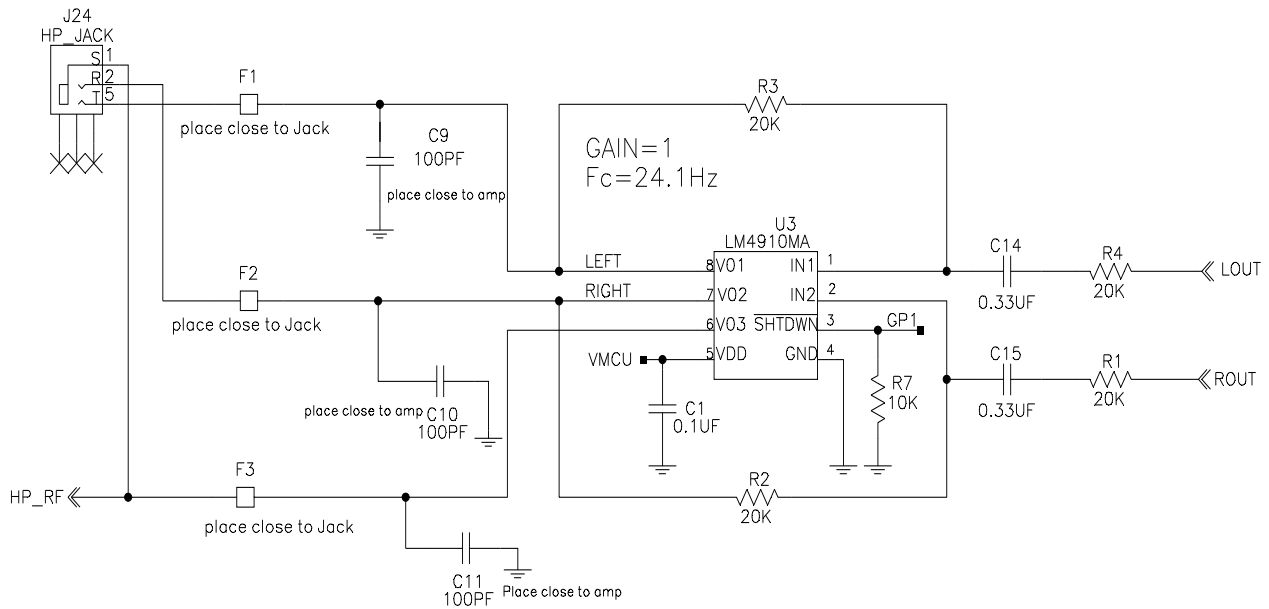 J24
HP_JACK
S 1
R 2
T 5
F1
place close to Jack
C9
100PF
place close to amp
R3
20K
GAIN=1
Fc=24.1Hz
U3
LM4910MA
LEFT
8 VO1
IN1 1
C14
0.33UF
R4
20K
LOUT
F2
place close to Jack
RIGHT
7 VO2
IN2 2
6 VO3
SHTDWN 3
GP1
VMCU
5 VDD
GND 4
C15
0.33UF
R1
20K
ROUT
R7
10K
C1
0.1UF
place close to amp
C10
100PF
F3
HP_RF
place close to Jack
R2
20K
C11
100PF
Place close to amp